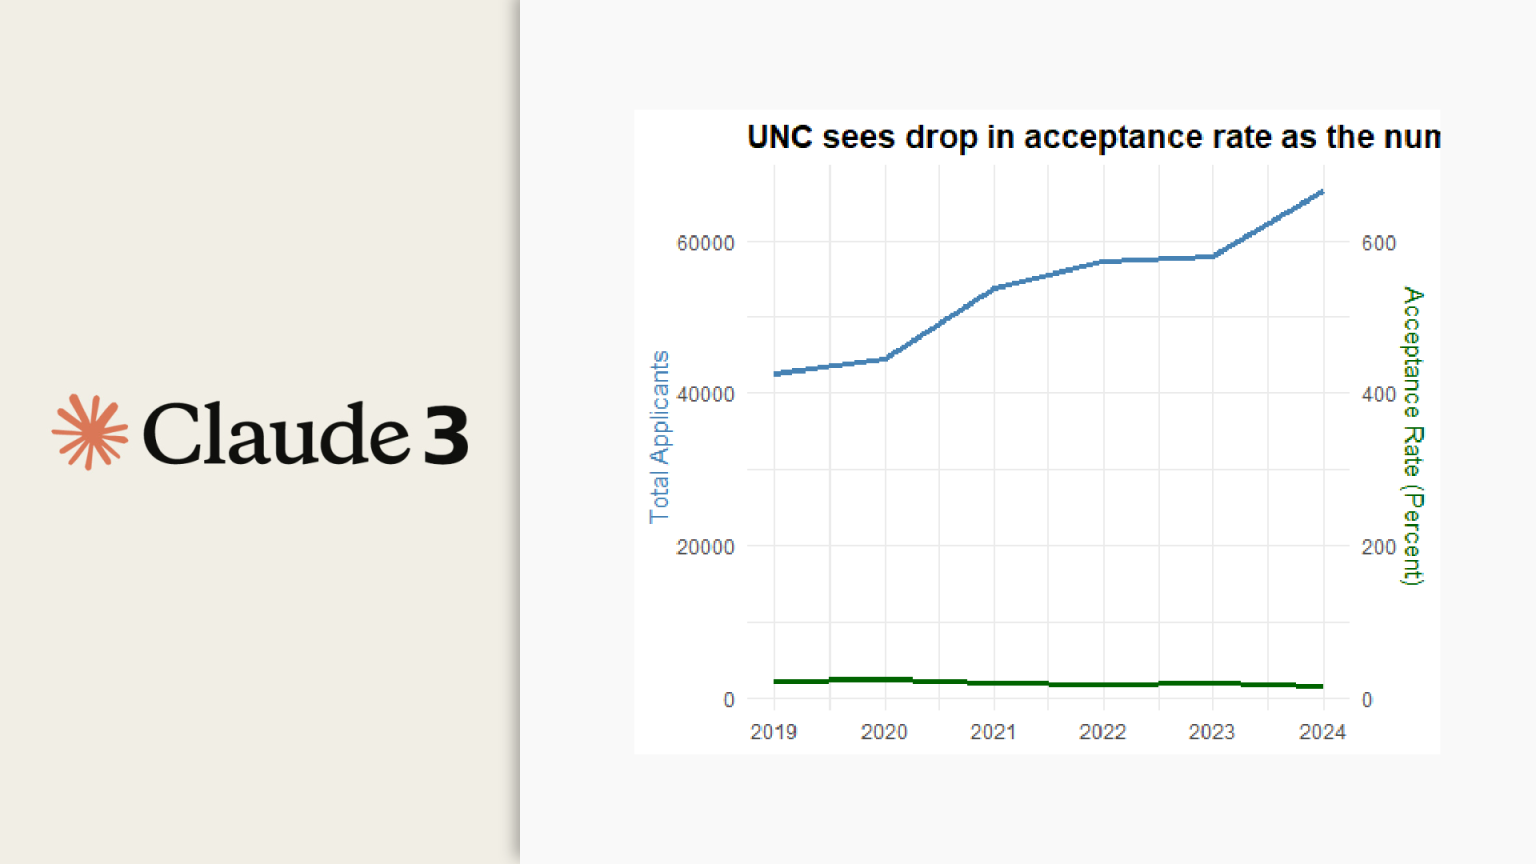 Claude 3
UNC sees drop in acceptance rate as the num
60000
40000
20000
0
Total Applicants
600
400
200
0
Acceptance Rate (Percent)
2019 2020 2021 2022 2023 2024